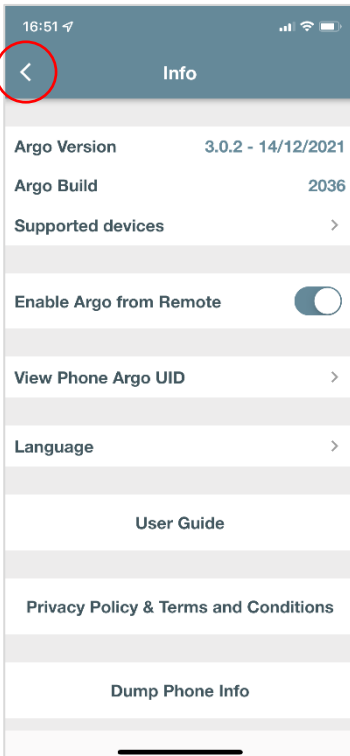 16:51
Info
Argo Version 3.0.2 - 14/12/2021
Argo Build 2036
Supported devices
Enable Argo from Remote
View Phone Argo UID
Language
User Guide
Privacy Policy & Terms and Conditions
Dump Phone Info